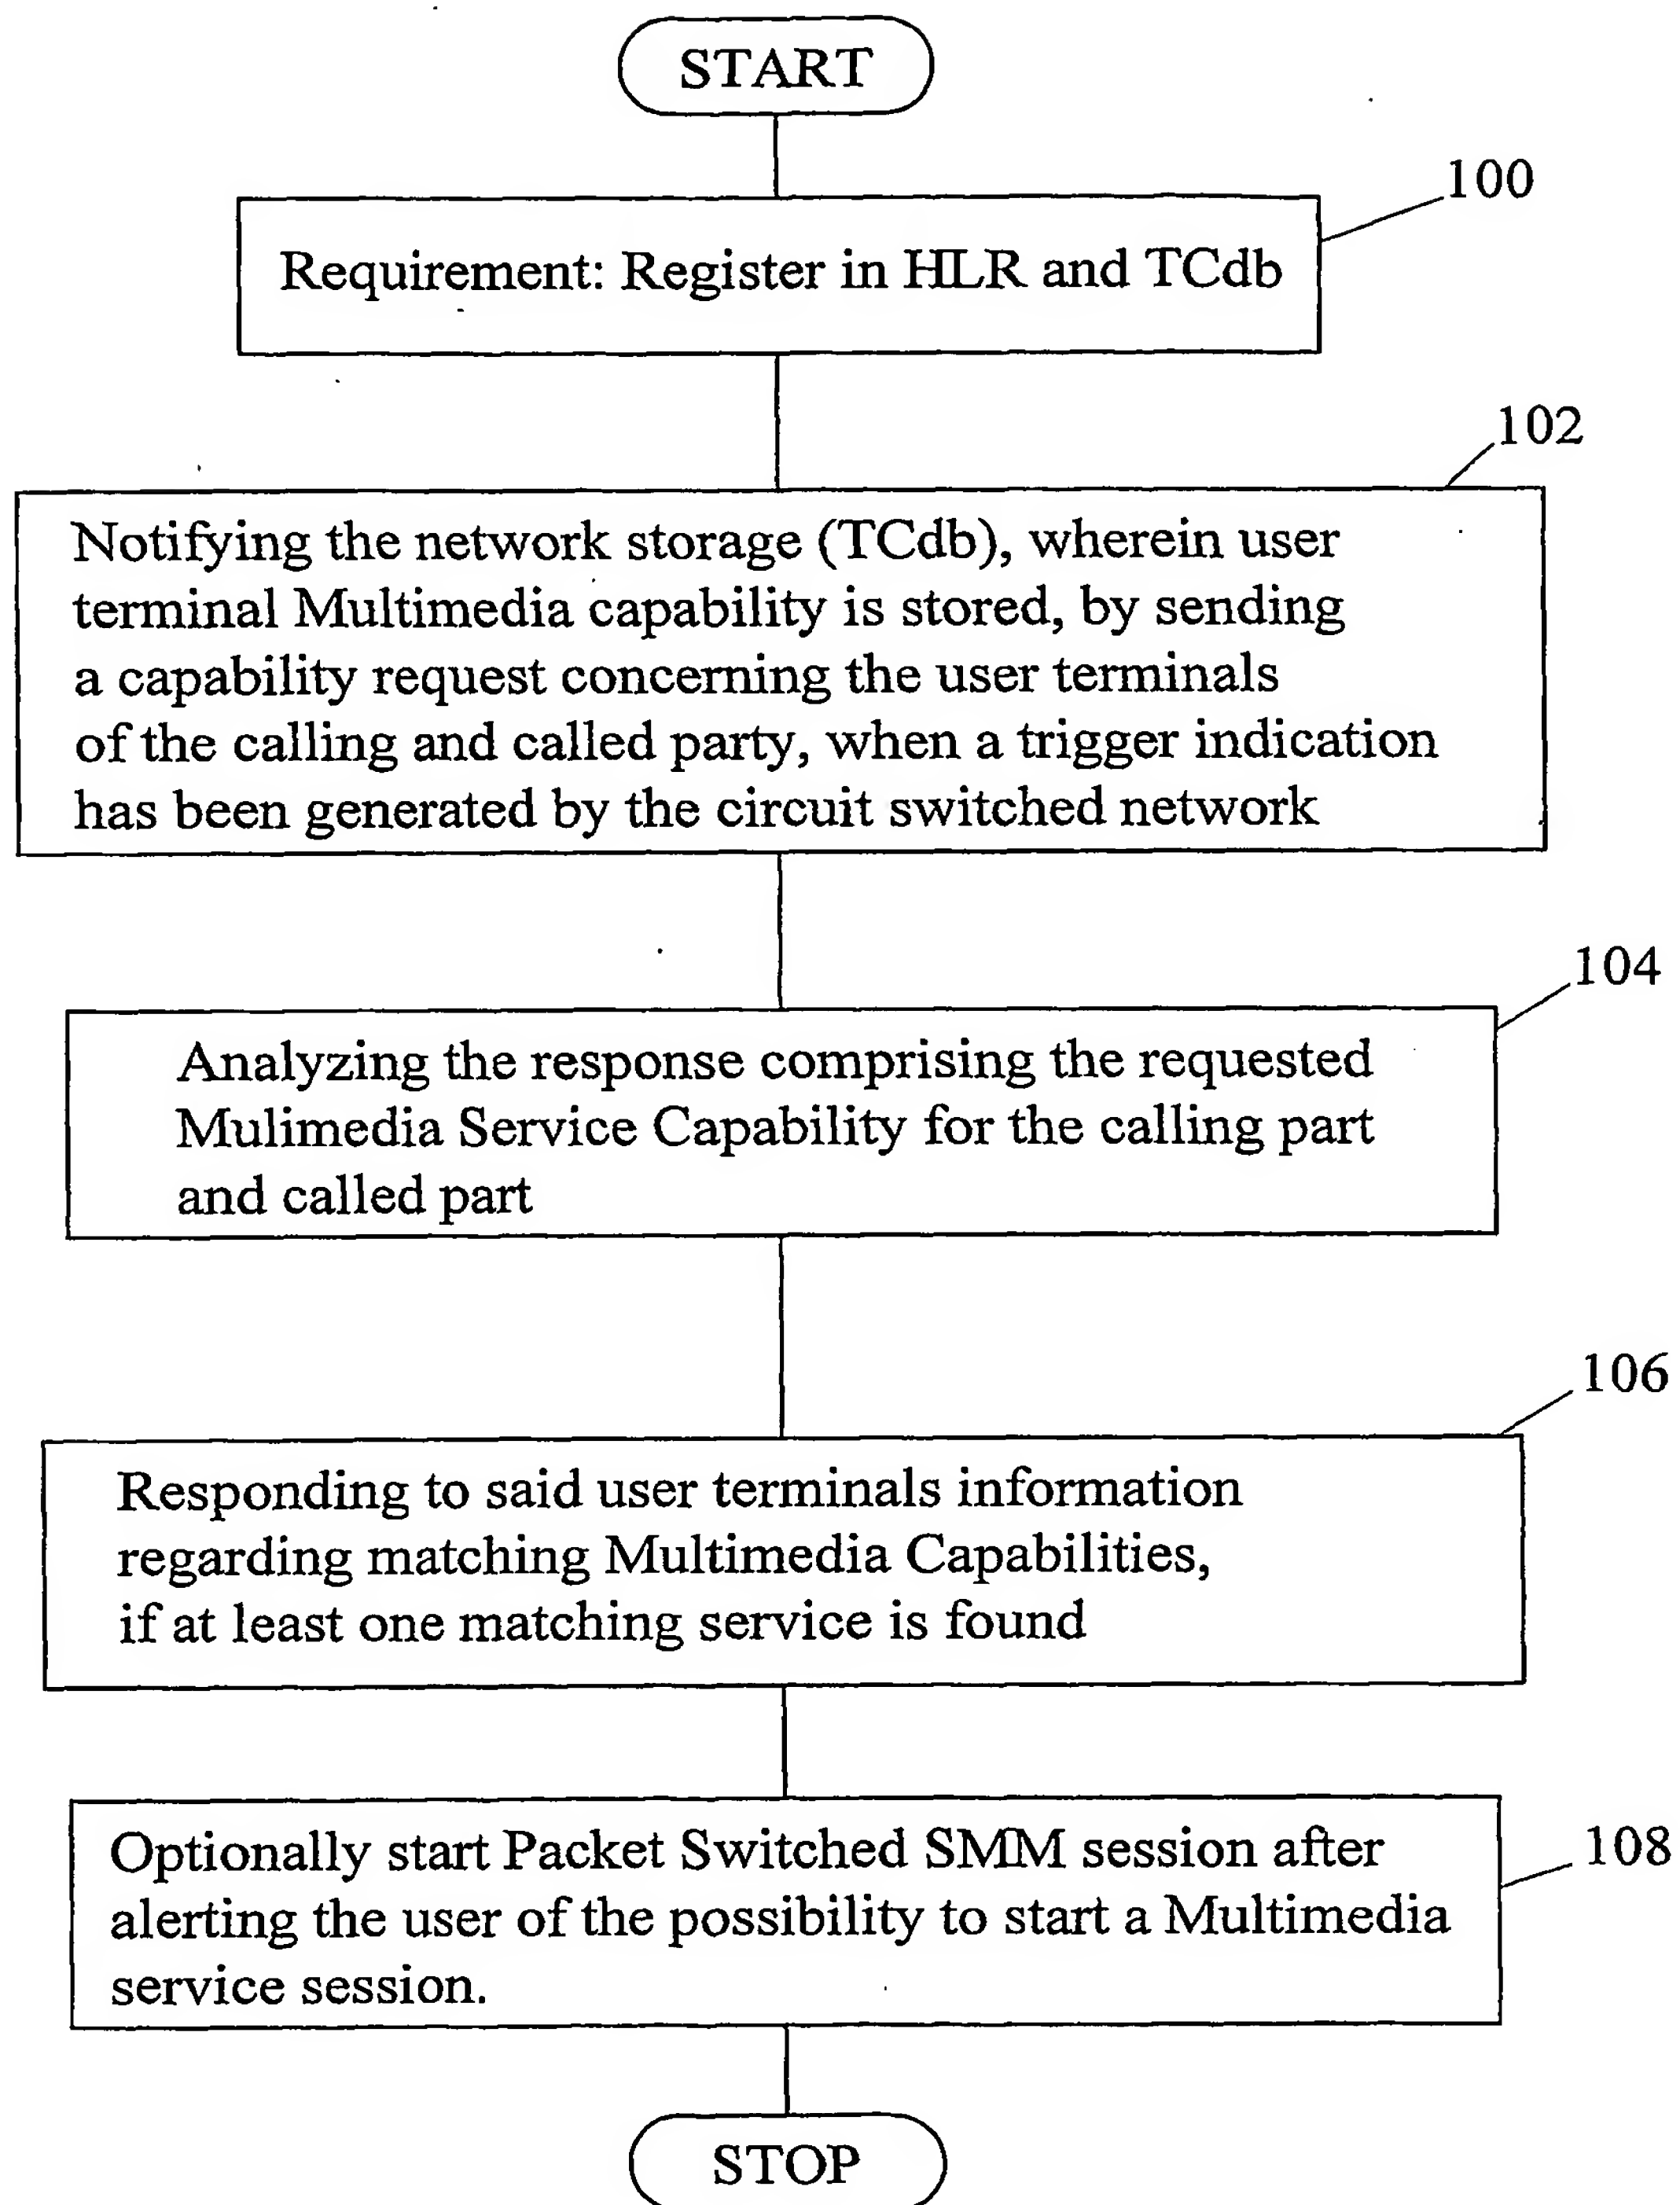 START
100
Requirement: Register in HLR and TCdb
102
Notifying the network storage (TCdb), wherein user
terminal Multimedia capability is stored, by sending
a capability request concerning the user terminals
of the calling and called party, when a trigger indication
has been generated by the circuit switched network
104
Analyzing the response comprising the requested
Mulimedia Service Capability for the calling part
and called part
106
Responding to said user terminals information
regarding matching Multimedia Capabilities,
if at least one matching service is found
108
Optionally start Packet Switched SMM session after
alerting the user of the possibility to start a Multimedia
service session.
STOP